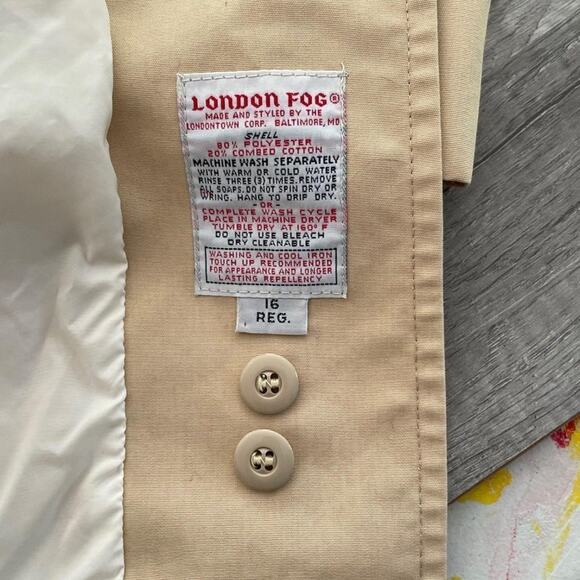 LONDON FOG®
MADE AND STYLED BY THE
LONDONTOWN CORP. BALTIMORE, MD
SHELL
80% POLYESTER
20% COMBED COTTON
MACHINE WASH SEPARATELY
WITH WARM OR COLD WATER
RINSE THREE (3) TIMES. REMOVE
ALL SOAPS. DO NOT SPIN DRY OR
WRING. HANG TO DRIP DRY.
-OR-
COMPLETE WASH CYCLE
PLACE IN MACHINE DRYER
TUMBLE DRY AT 160° F
DO NOT USE BLEACH
DRY CLEANABLE
WASHING AND COOL IRON
TOUCH UP RECOMMENDED
FOR APPEARANCE AND LONGER
LASTING REPELLENCY
16
REG.